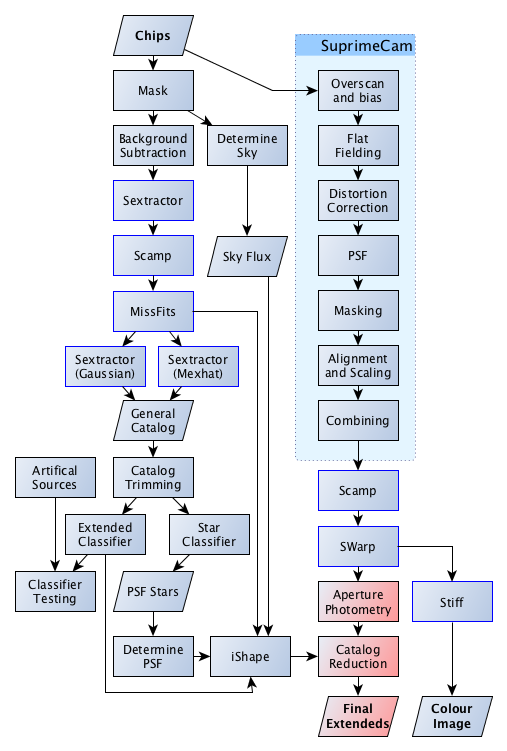 Chips
SuprimeCam
Mask
Overscan
and bias
Background
Subtraction
Determine
Sky
Flat
Fielding
Sextractor
Distortion
Correction
Scamp
Sky Flux
PSF
MissFits
Masking
Sextractor
(Gaussian)
Sextractor
(Mexhat)
Alignment
and Scaling
General
Catalog
Combining
Artifical
Sources
Catalog
Trimming
Scamp
Extended
Classifier
Star
Classifier
SWarp
Classifier
Testing
PSF Stars
Aperture
Photometry
Stiff
Determine
PSF
iShape
Catalog
Reduction
Final
Extendeds
Colour
Image